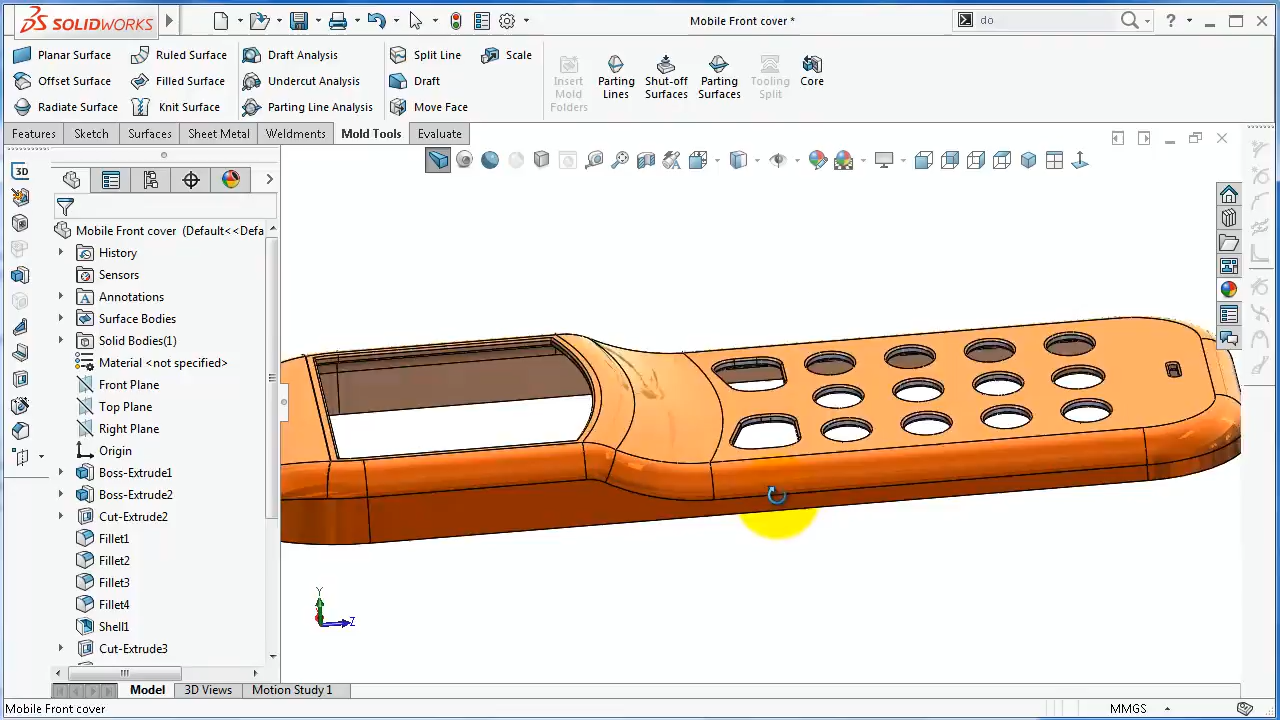 SOLIDWORKS
Mobile Front cover *
do
Planar Surface
Ruled Surface
Draft Analysis
Split Line
Scale
Offset Surface
Filled Surface
Undercut Analysis
Draft
Radiate Surface
Knit Surface
Parting Line Analysis
Move Face
Insert
Mold
Folders
Parting
Lines
Shut-off
Surfaces
Parting
Surfaces
Tooling
Split
Core
Features
Sketch
Surfaces
Sheet Metal
Weldments
Mold Tools
Evaluate
3D
Mobile Front cover (Default<<Defa
History
Sensors
Annotations
Surface Bodies
Solid Bodies(1)
Material <not specified>
Front Plane
Top Plane
Right Plane
Origin
Boss-Extrude1
Boss-Extrude2
Cut-Extrude2
Fillet1
Fillet2
Fillet3
Fillet4
Shell1
Cut-Extrude3
Y
Z
Model
3D Views
Motion Study 1
Mobile Front cover
MMGS